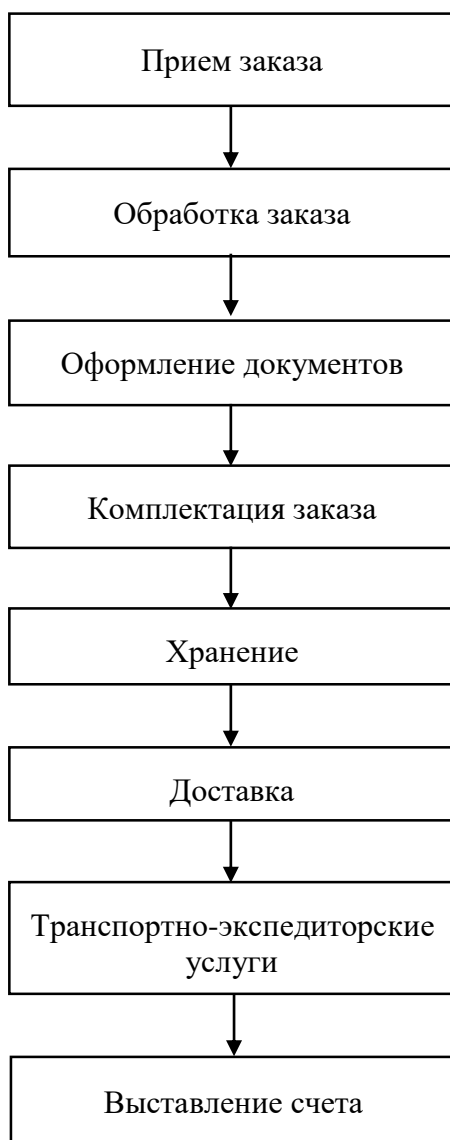 Прием заказа
Обработка заказа
Оформление документов
Комплектация заказа
Хранение
Доставка
Транспортно-экспедиторские
услуги
Выставление счета